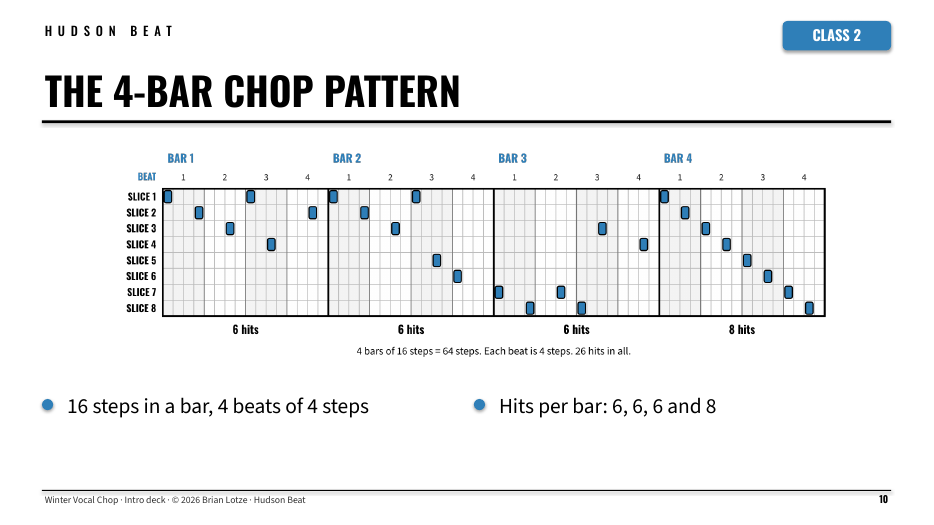 HUDSON BEAT
CLASS 2
THE 4-BAR CHOP PATTERN
BAR 1 BAR 2 BAR 3 BAR 4
BEAT 1 2 3 4 1 2 3 4 1 2 3 4 1 2 3 4
SLICE 1
SLICE 2
SLICE 3
SLICE 4
SLICE 5
SLICE 6
SLICE 7
SLICE 8
6 hits 6 hits 6 hits 8 hits
4 bars of 16 steps = 64 steps. Each beat is 4 steps. 26 hits in all.
16 steps in a bar, 4 beats of 4 steps
Hits per bar: 6, 6, 6 and 8
Winter Vocal Chop · Intro deck · © 2026 Brian Lotze · Hudson Beat
10